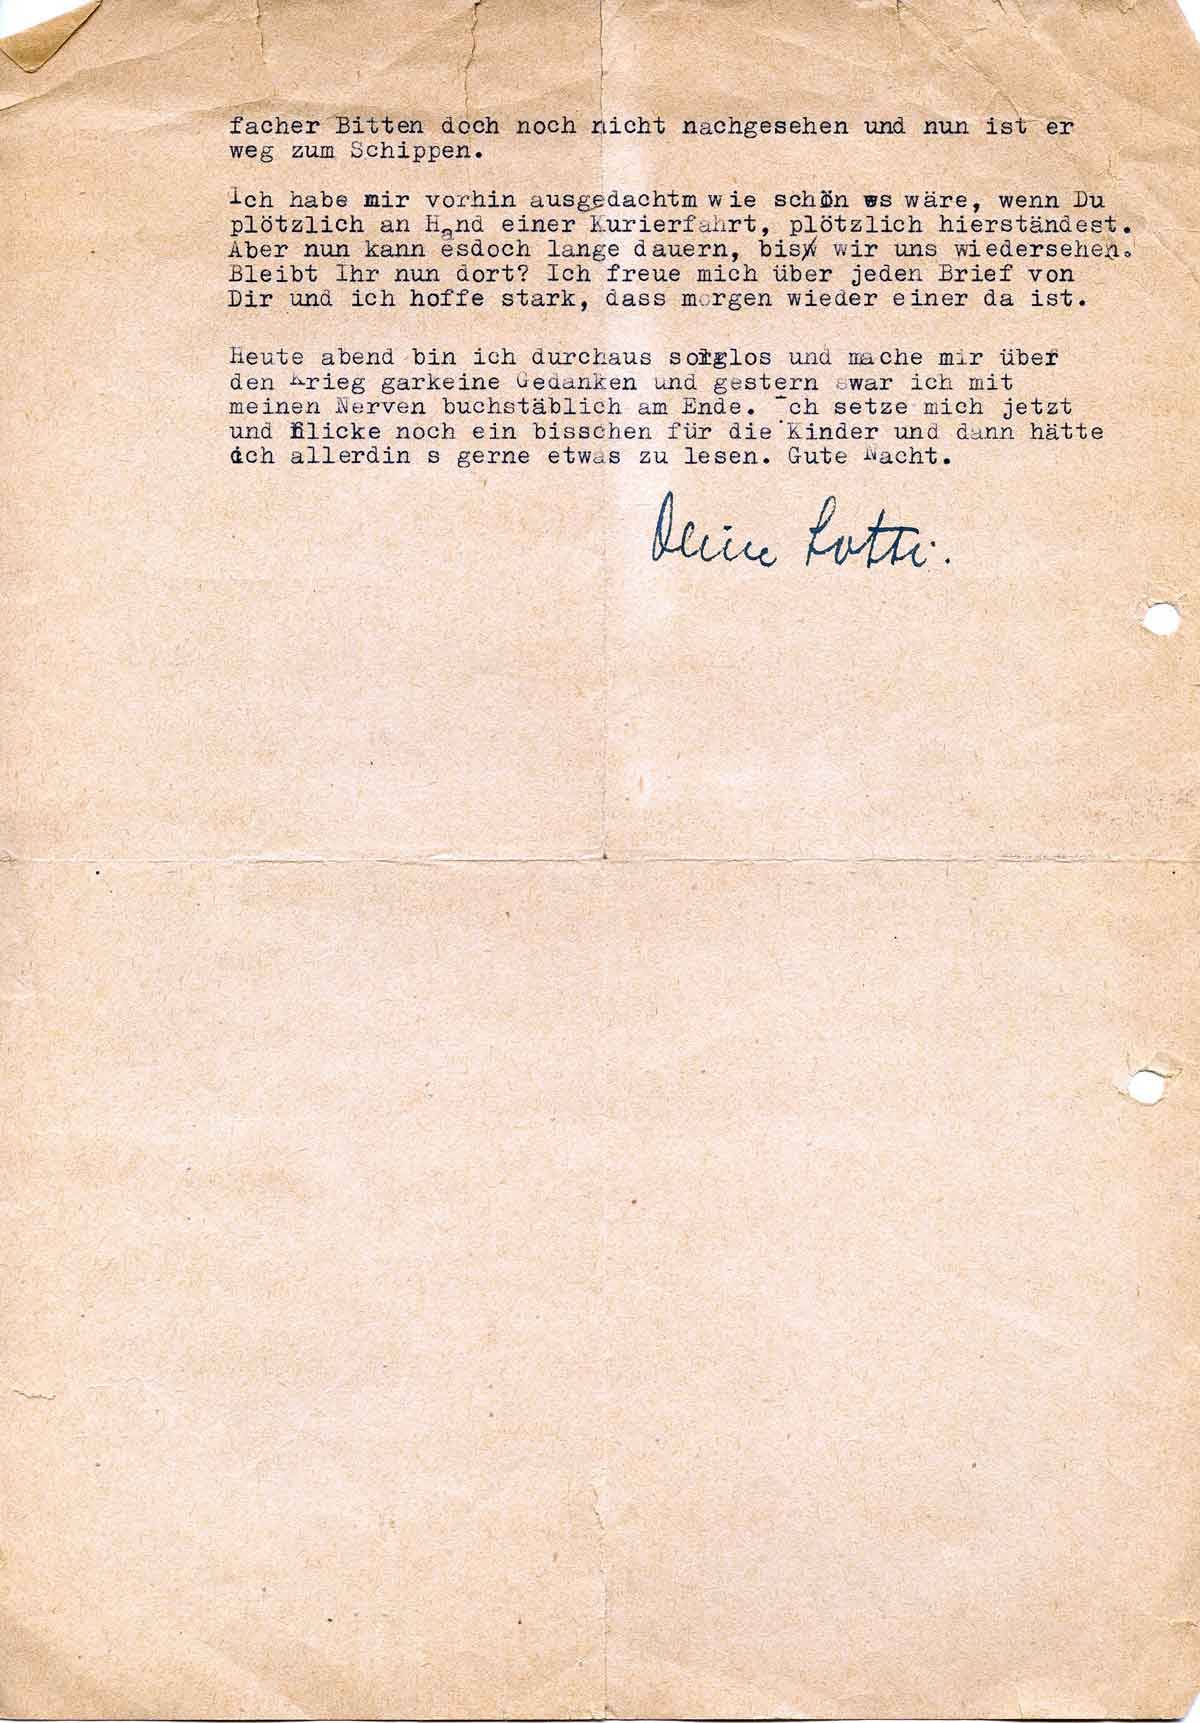 facher Bitten doch noch nicht nachgesehen und nun ist er
weg zum Schippen.
Ich habe mir vorhin ausgedachtm wie schön es wäre, wenn Du
plötzlich an Hand einer Kurierfahrt, plötzlich hierständest.
Aber nun kann esdoch lange dauern, bis wir uns wiedersehen.
Bleibt Ihr nun dort? Ich freue mich über jeden Brief von
Dir und ich hoffe stark, dass morgen wieder einer da ist.
Heute abend bin ich durchaus sorglos und mache mir über
den Krieg garkeine Gedanken und gestern war ich mit
meinen Nerven buchstäblich am Ende. Ich setze mich jetzt
und flicke noch ein bisschen für die Kinder und dann hätte
ich allerdin s gerne etwas zu lesen. Gute Nacht.
Deine Lotti.